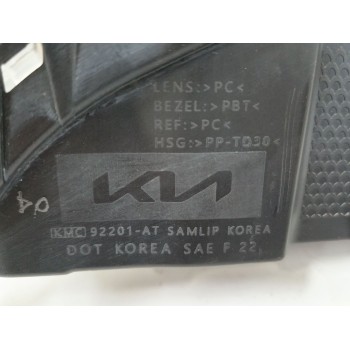 LENS:>PC<
BEZEL:>PBT<
REF:>PC<
HSG:>PP-TD30<
KIA
04
KMC 92201-AT SAMLIP KOREA
DOT KOREA SAE F 22